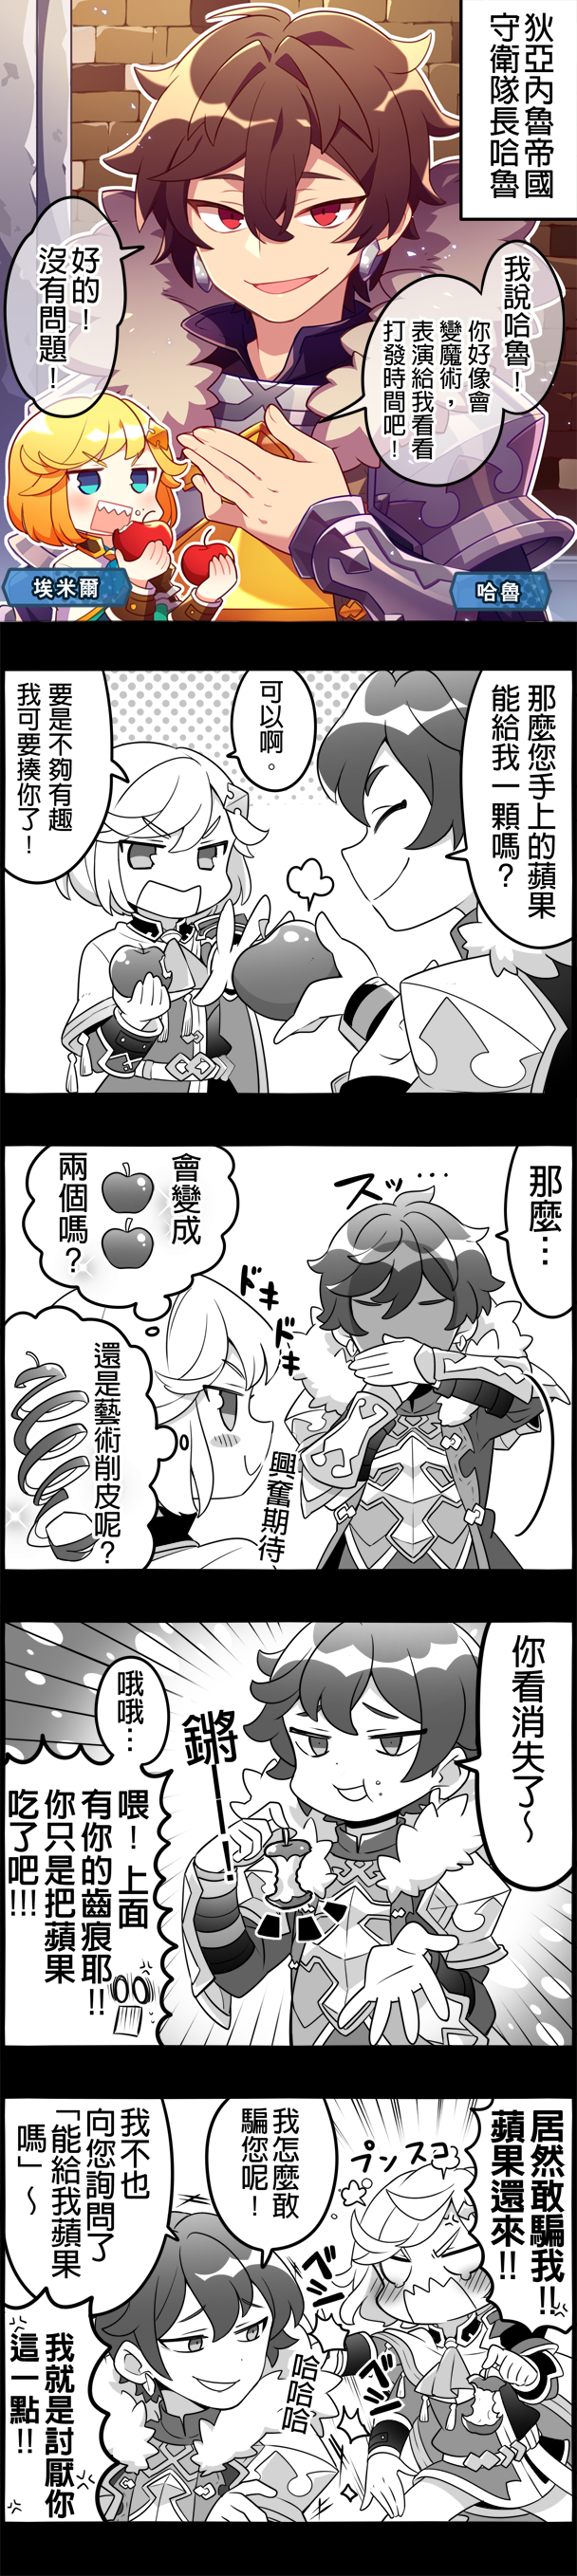 狄亞內魯帝國
守衛隊長哈魯
我說哈魯！
你好像會
變魔術，
表演給我看看
打發時間吧！
好的！
沒有問題！
埃米爾
哈魯
那麼您手上的蘋果
能給我一顆嗎？
可以啊。
要是不夠有趣
我可要揍你了！
那麼…
スッ…
會變成
兩個嗎？
ドキドキ
還是藝術削皮呢？
興奮期待、
你看消失了～
鏘——！
哦哦…
喂！上面
有你的齒痕耶!!
你只是把蘋果
吃了吧!!!
居然敢騙我!!
蘋果還來!!
プンスコ
我怎麼敢
騙您呢！
ズビシ
ズビシ
我不也
向您詢問了
「能給我蘋果
嗎」～
哈哈哈
我就是討厭你
這一點!!